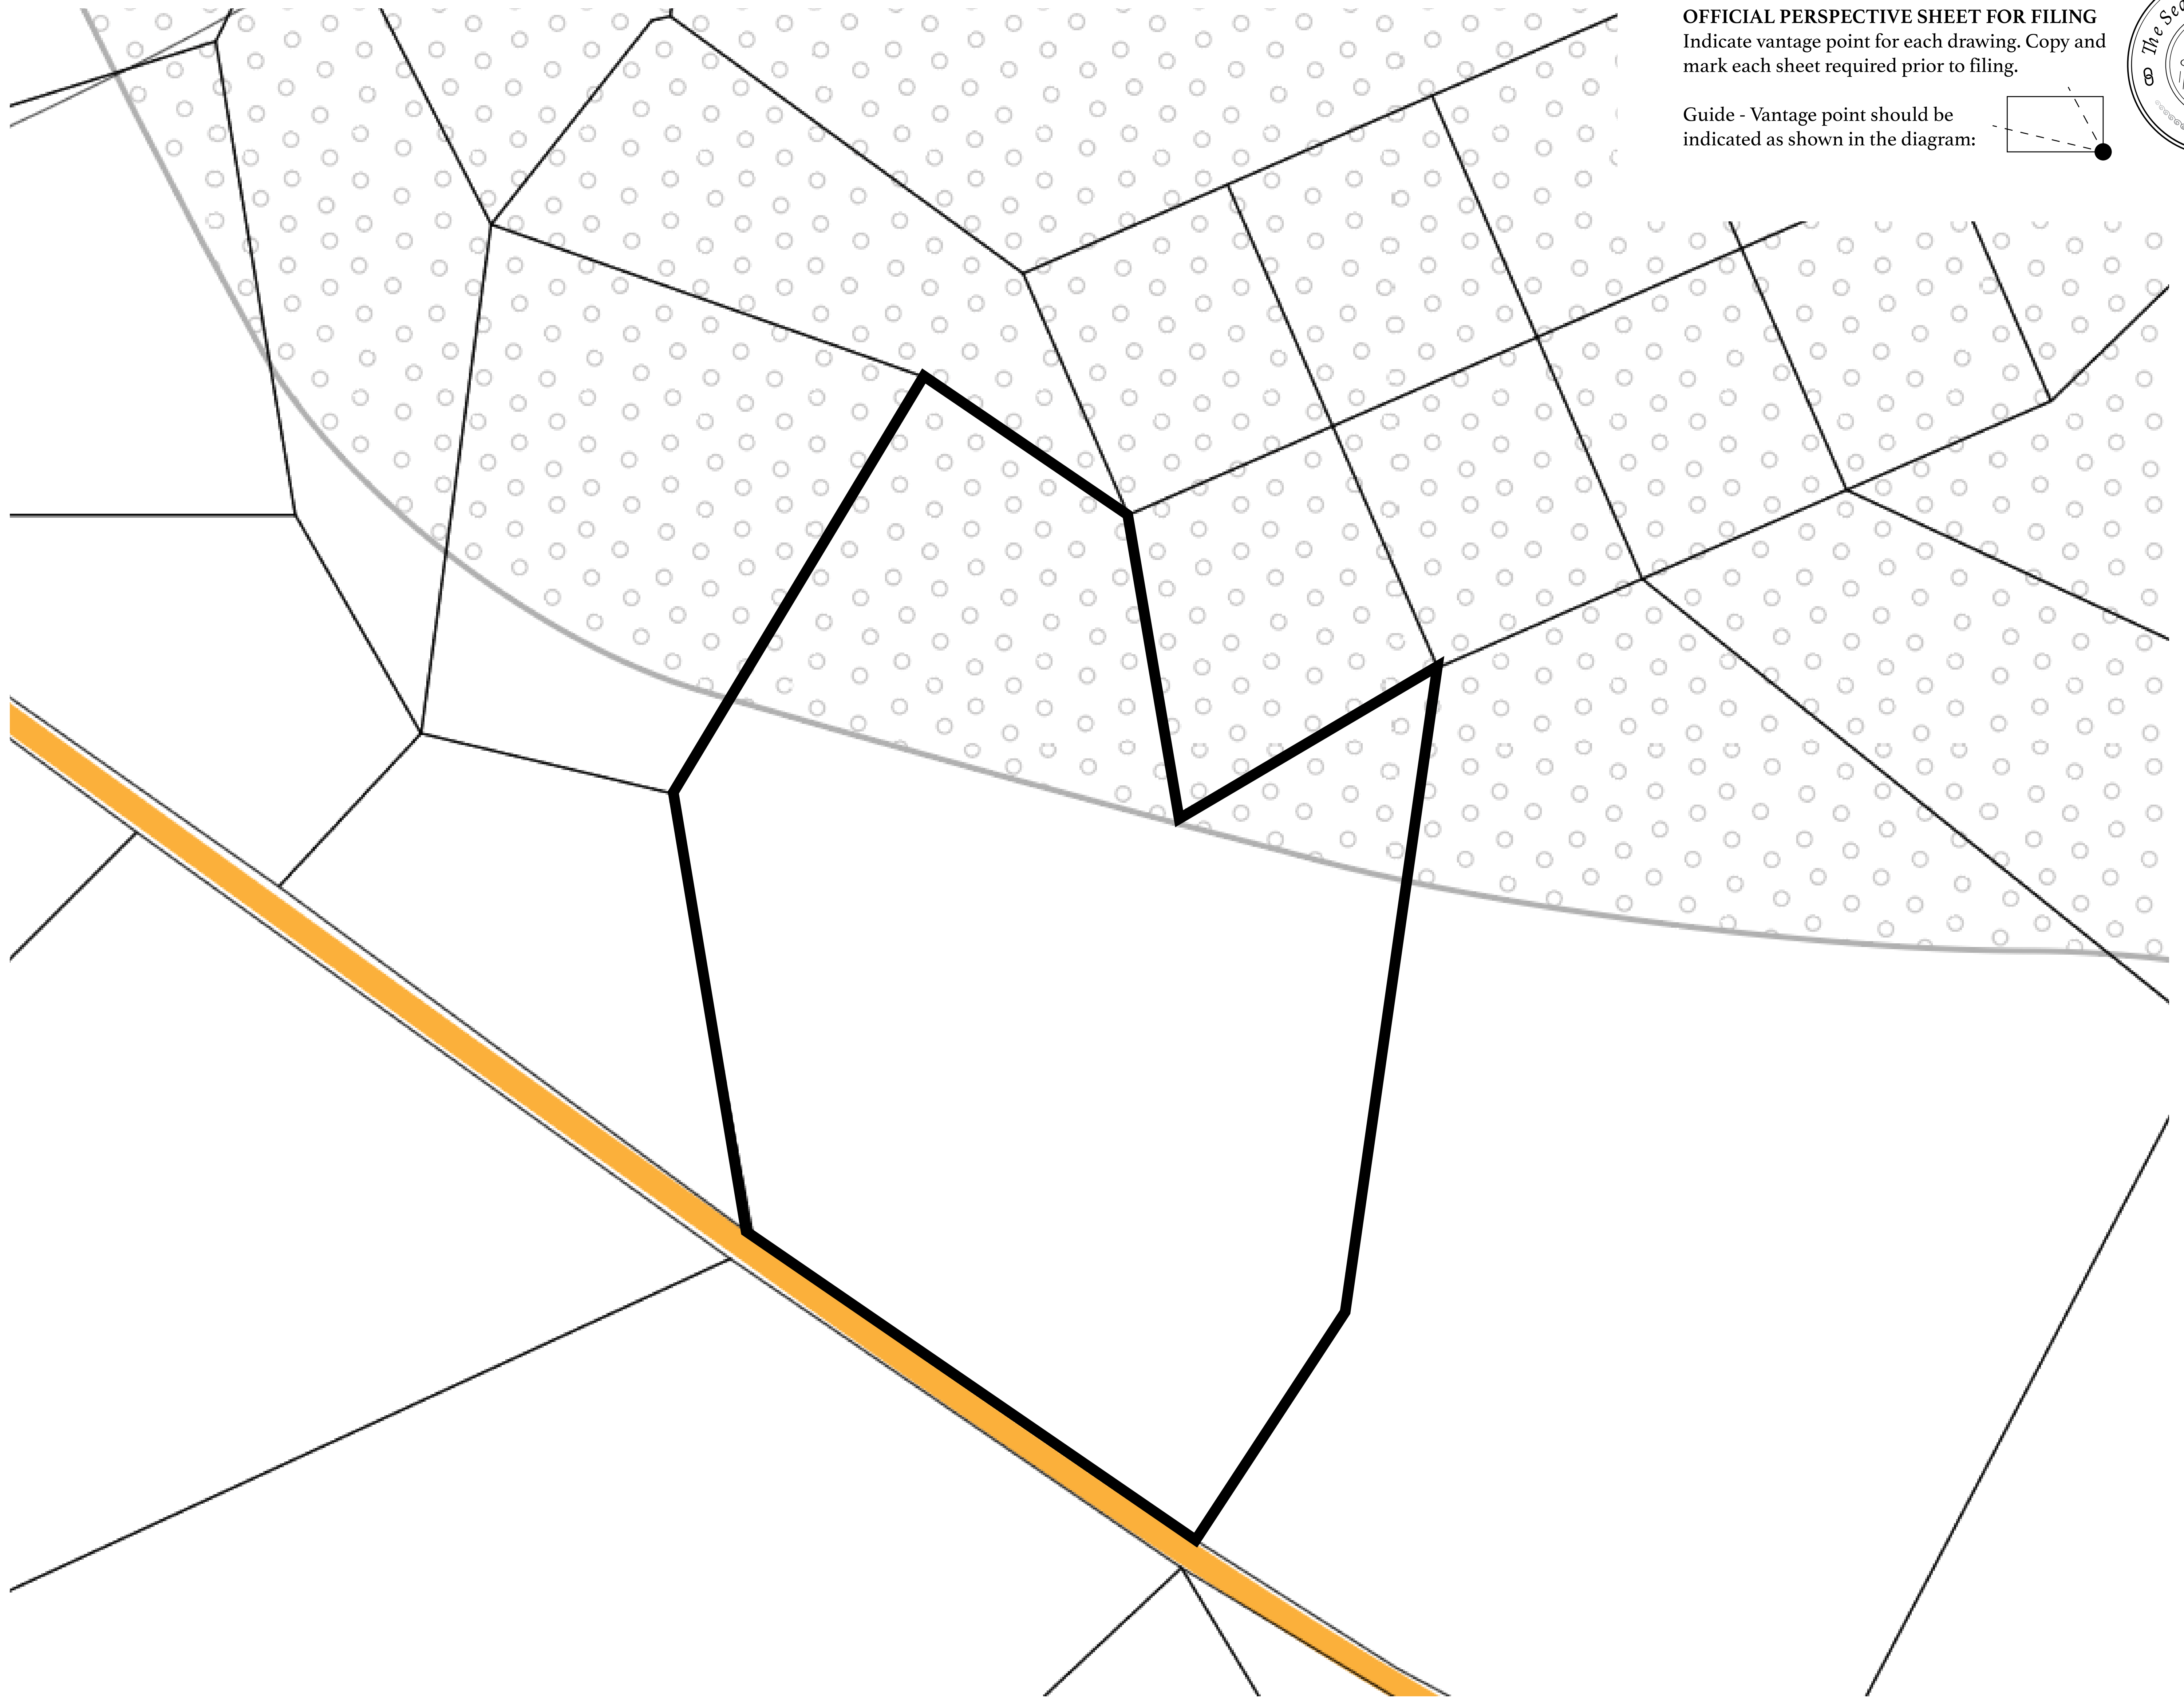 OFFICIAL PERSPECTIVE SHEET FOR FILING
Indicate vantage point for each drawing. Copy and
mark each sheet required prior to filing.
Guide - Vantage point should be
indicated as shown in the diagram:
The